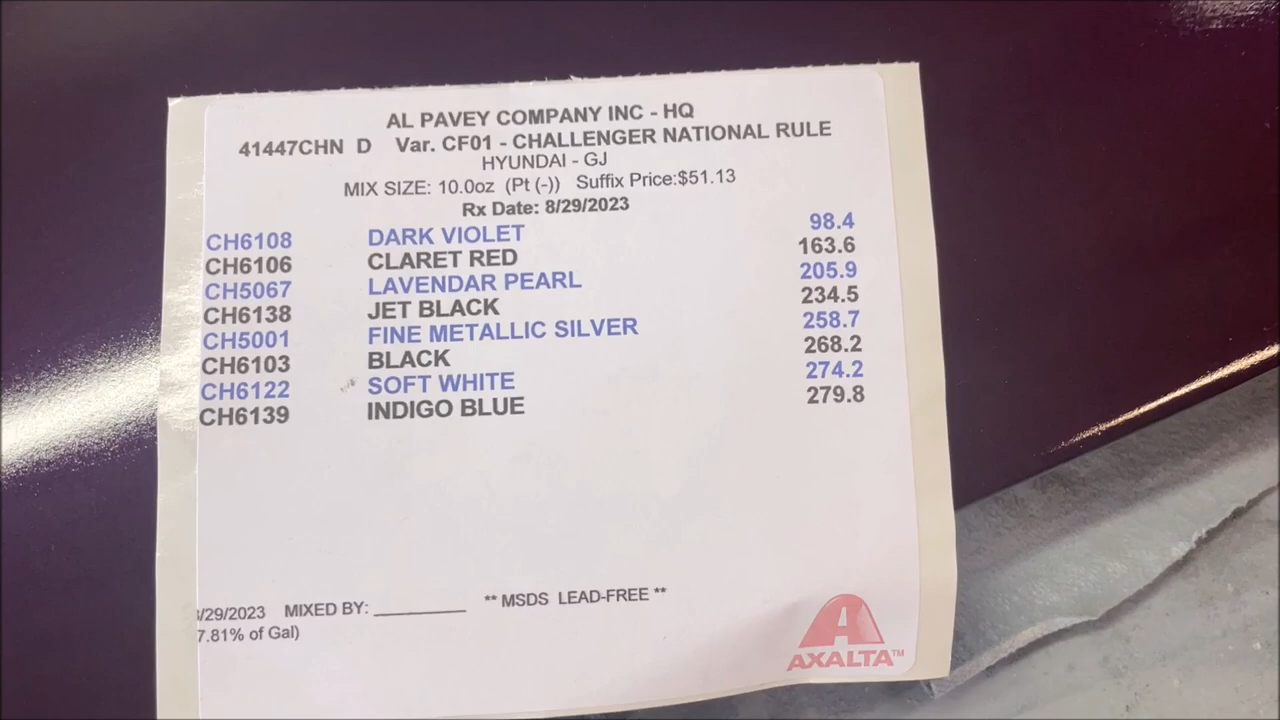 AL PAVEY COMPANY INC - HQ
41447CHN D Var. CF01 - CHALLENGER NATIONAL RULE
HYUNDAI - GJ
MIX SIZE: 10.0oz (Pt (-)) Suffix Price:$51.13
Rx Date: 8/29/2023
CH6108 DARK VIOLET 98.4
CH6106 CLARET RED 163.6
CH5067 LAVENDAR PEARL 205.9
CH6138 JET BLACK 234.5
CH5001 FINE METALLIC SILVER 258.7
CH6103 BLACK 268.2
CH6122 SOFT WHITE 274.2
CH6139 INDIGO BLUE 279.8
/29/2023 MIXED BY: ________ ** MSDS LEAD-FREE **
7.81% of Gal)
AXALTA™